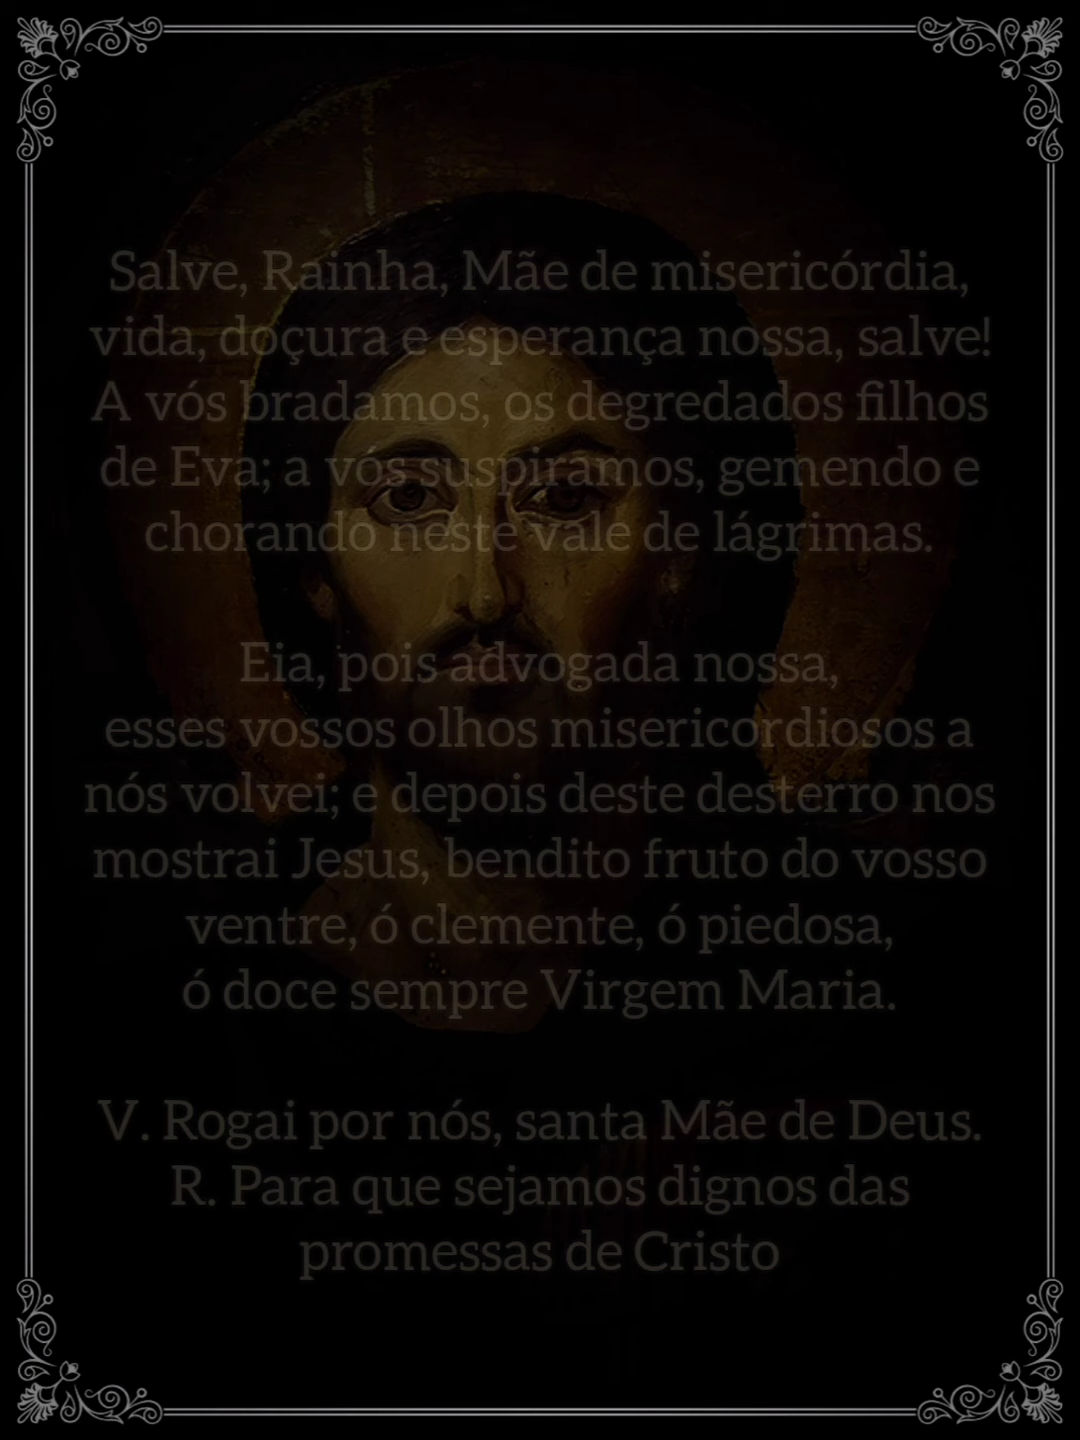 Salve, Rainha, Mãe de misericórdia,
vida, doçura e esperança nossa, salve!
A vós bradamos, os degredados filhos
de Eva; a vós suspiramos, gemendo e
chorando neste vale de lágrimas.
Eia, pois advogada nossa,
esses vossos olhos misericordiosos a
nós volvei; e depois deste desterro nos
mostrai Jesus, bendito fruto do vosso
ventre, ó clemente, ó piedosa,
ó doce sempre Virgem Maria.
V. Rogai por nós, santa Mãe de Deus.
R. Para que sejamos dignos das
promessas de Cristo